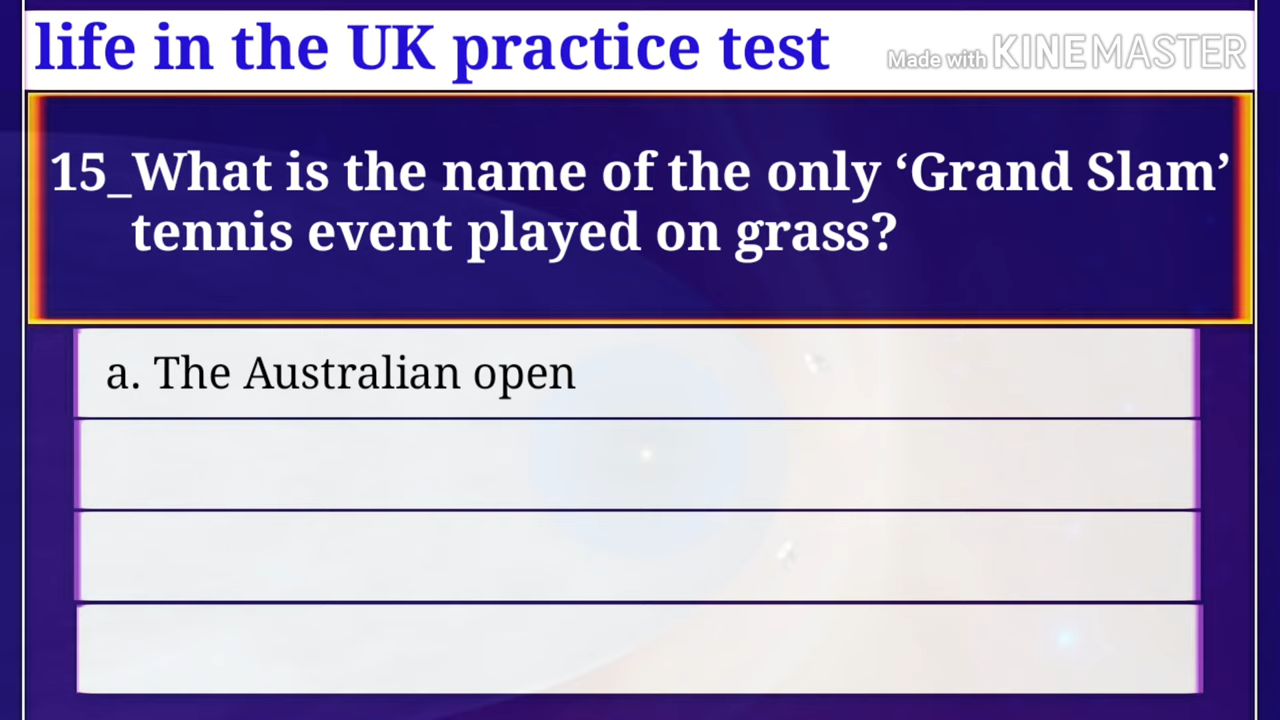 life in the UK practice test
Made with KINEMASTER
15_What is the name of the only ‘Grand Slam’
tennis event played on grass?
a. The Australian open